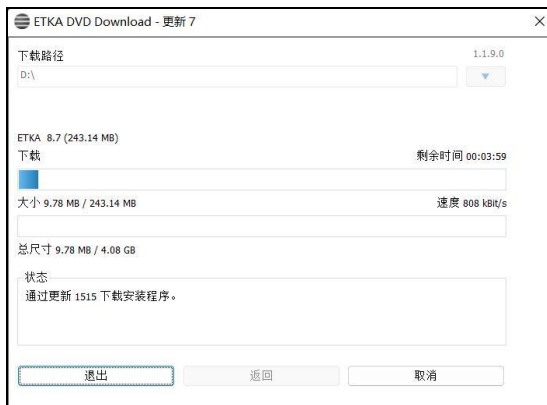 ETKA DVD Download - 更新 7
下载路径
1.1.9.0
D:\
ETKA 8.7 (243.14 MB)
下载
剩余时间 00:03:59
大小 9.78 MB / 243.14 MB
速度 808 kBit/s
总尺寸 9.78 MB / 4.08 GB
状态
通过更新 1515 下载安装程序。
退出
返回
取消